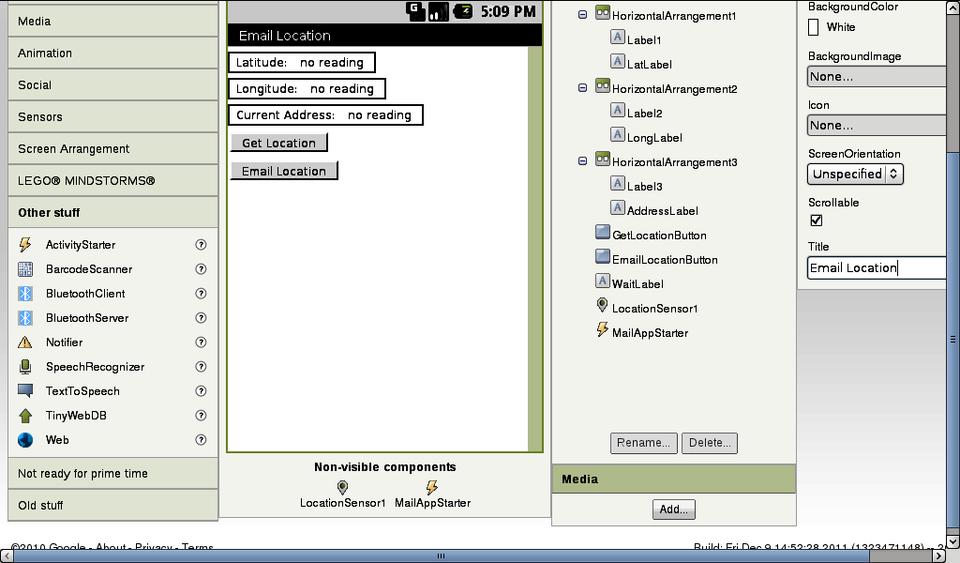 Media
Animation
Social
Sensors
Screen Arrangement
LEGO® MINDSTORMS®
Other stuff
ActivityStarter ?
BarcodeScanner ?
BluetoothClient ?
BluetoothServer ?
Notifier ?
SpeechRecognizer ?
TextToSpeech ?
TinyWebDB ?
Web ?
Not ready for prime time
Old stuff
G 5:09 PM
Email Location
Latitude: no reading
Longitude: no reading
Current Address: no reading
Get Location
Email Location
Non-visible components
LocationSensor1 MailAppStarter
HorizontalArrangement1
A Label1
A LatLabel
HorizontalArrangement2
A Label2
A LongLabel
HorizontalArrangement3
A Label3
A AddressLabel
GetLocationButton
EmailLocationButton
A WaitLabel
LocationSensor1
MailAppStarter
Rename... Delete...
Media
Add...
BackgroundColor
White
BackgroundImage
None...
Icon
None...
ScreenOrientation
Unspecified
Scrollable
Title
Email Location
©2010 Google - About - Privacy - Terms
Build: Fri Dec 9 14:52:28 2011 (1323471148) --